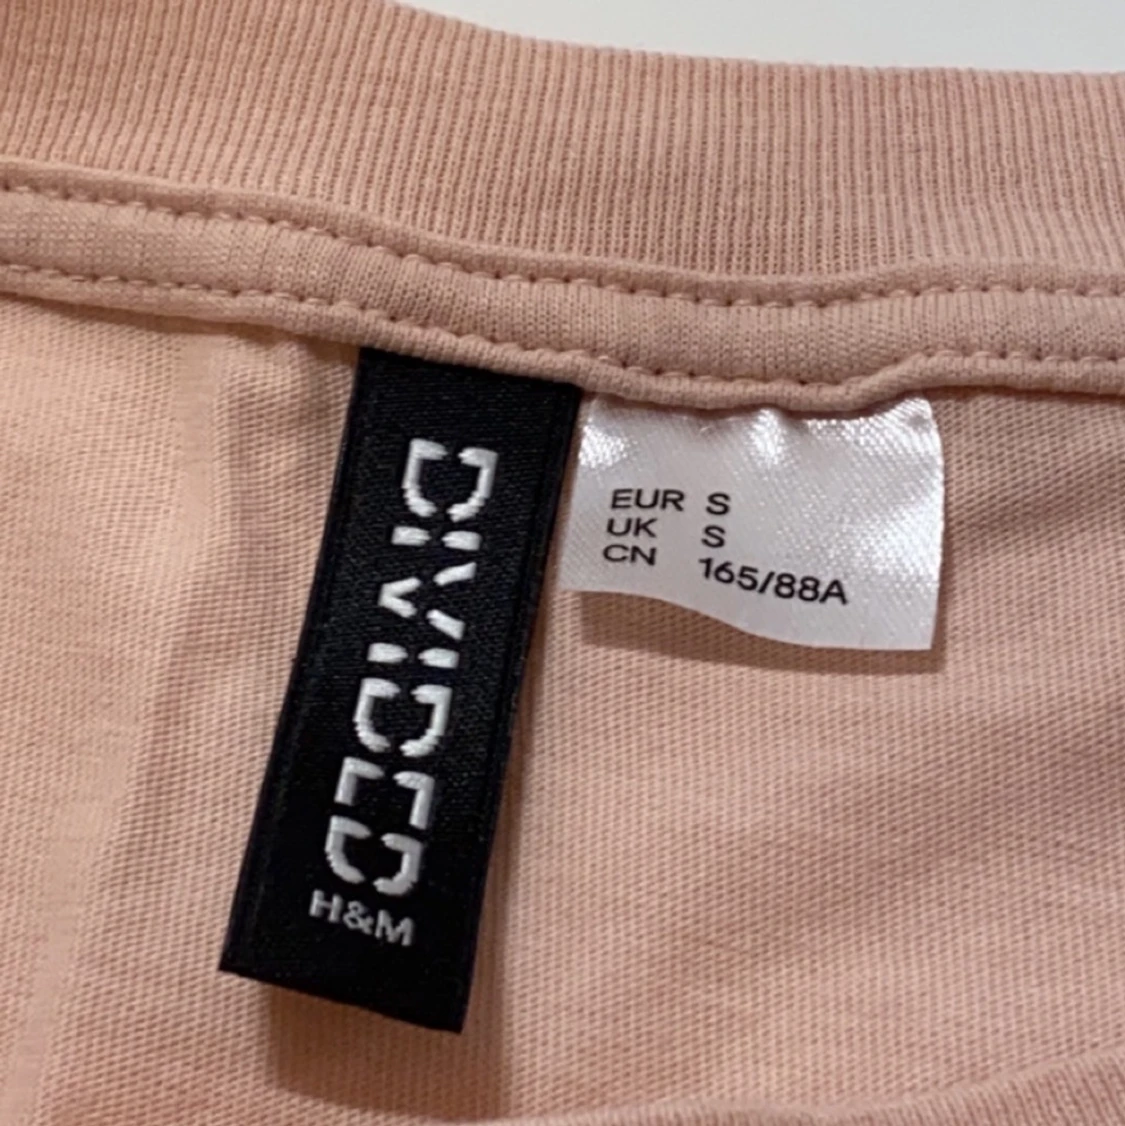 DIVIDED
H&M
EUR S
UK S
CN 165/88A